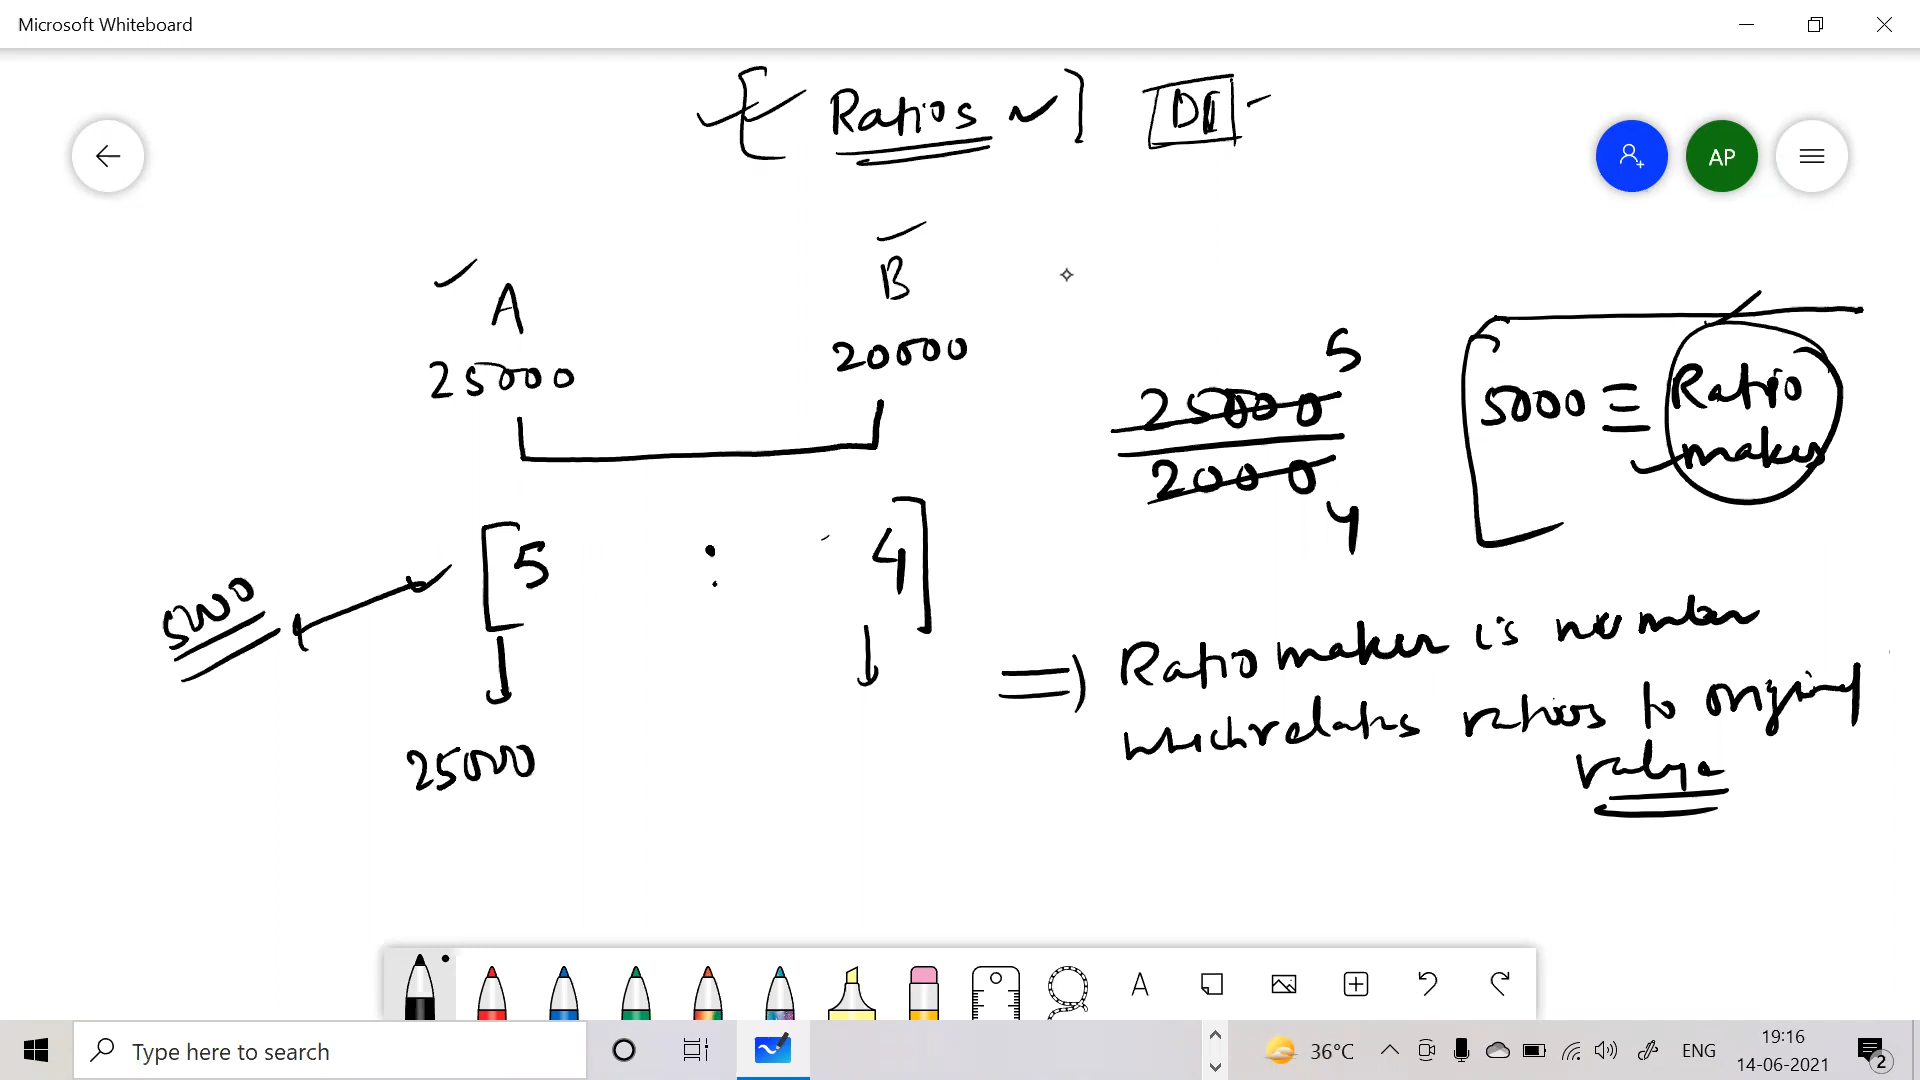 Microsoft Whiteboard
Ratios
DI
AP
A
B
25000
20000
25000
5
2000
4
5000 ≡ Ratio
maker
5 : 4
5000
25000
=> Ratio maker is number
which relates ratios to original
value
A
Type here to search
36°C
ENG
19:16
14-06-2021
2